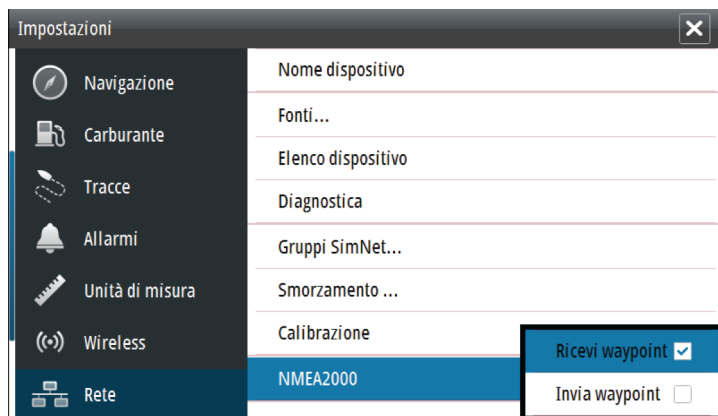 Impostazioni
Navigazione
Carburante
Tracce
Allarmi
Unità di misura
Wireless
Rete
Nome dispositivo
Fonti...
Elenco dispositivo
Diagnostica
Gruppi SimNet...
Smorzamento ...
Calibrazione
NMEA2000
Ricevi waypoint
Invia waypoint